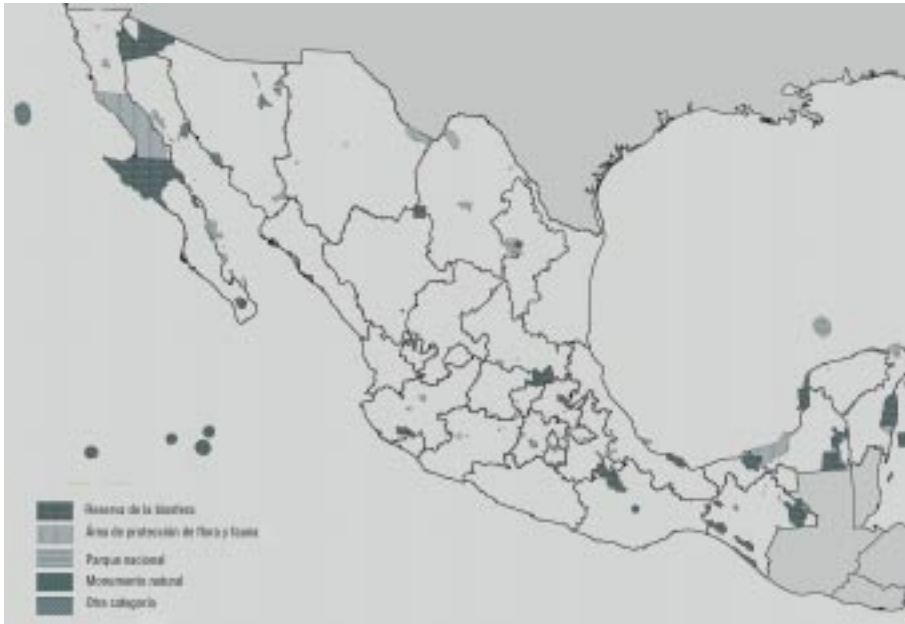 Reserva de la biosfera
Área de protección de flora y fauna
Parque nacional
Monumento natural
Otra categoría